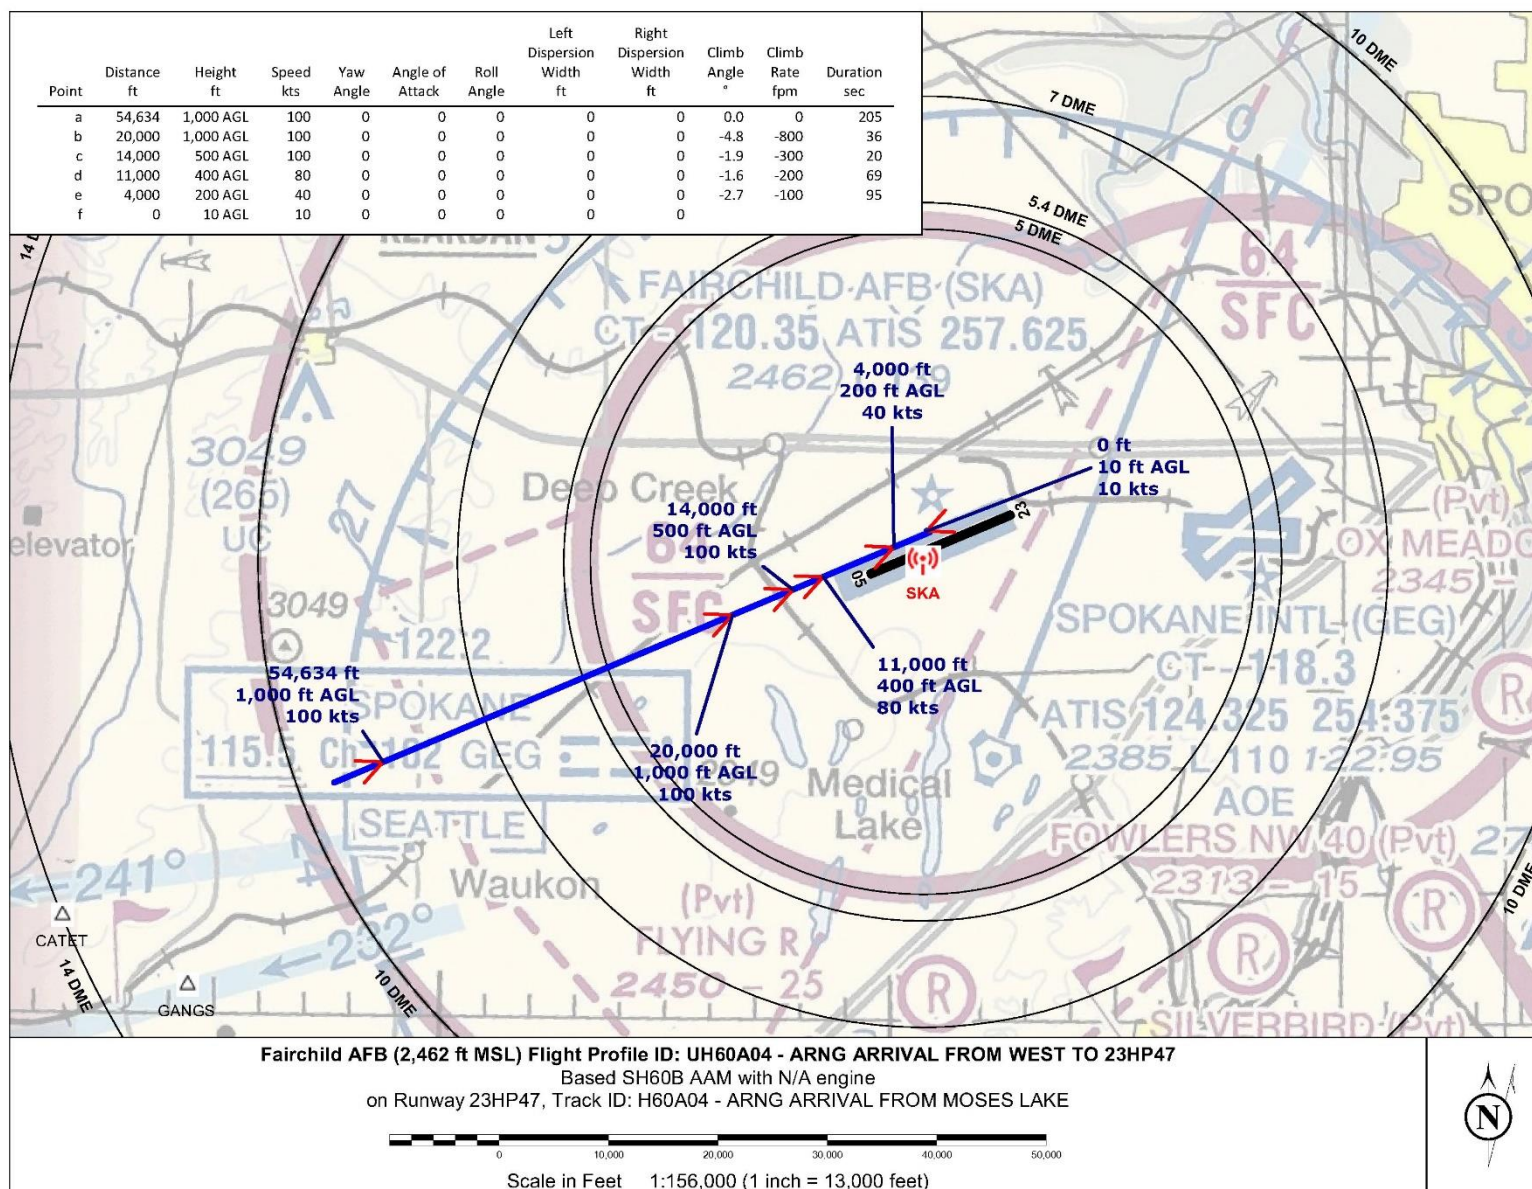 Point Distance ft Height ft Speed kts Yaw Angle Angle of Attack Roll Angle Left Dispersion Width ft Right Dispersion Width ft Climb Angle ° Climb Rate fpm Duration sec
a 54,634 1,000 AGL 100 0 0 0 0 0 0.0 0 205
b 20,000 1,000 AGL 100 0 0 0 0 0 -4.8 -800 36
c 14,000 500 AGL 100 0 0 0 0 0 -1.9 -300 20
d 11,000 400 AGL 80 0 0 0 0 0 -1.6 -200 69
e 4,000 200 AGL 40 0 0 0 0 0 -2.7 -100 95
f 0 10 AGL 10 0 0 0 0 0
10 DME
7 DME
5.4 DME
5 DME
SPO
64
SFC
FAIRCHILD AFB (SKA)
CT - 120.35 ATIS 257.625
4,000 ft
200 ft AGL
40 kts
0 ft
10 ft AGL
10 kts
3049
(265)
UC
27
elevator
Deep Creek
14,000 ft
500 ft AGL
100 kts
64
SFC
05
23
SKA
(Pvt)
OX MEADO
2345 -
3049
122.2
SPOKANE INTL (GEG)
CT - 118.3
ATIS 124.325 254.375
2385 L 110 122.95
AOE
11,000 ft
400 ft AGL
80 kts
54,634 ft
1,000 ft AGL
100 kts
SPOKANE
115.5 Ch 102 GEG
SEATTLE
20,000 ft
1,000 ft AGL
100 kts
Medical
Lake
R
FOWLERS NW 40 (Pvt)
2313 - 15
27
241°
232°
Waukon
(Pvt)
FLYING R
2450 - 25
R
R
R
CATET
GANGS
14 DME
10 DME
10 DME
SILVERBIRD (Pvt)
Fairchild AFB (2,462 ft MSL) Flight Profile ID: UH60A04 - ARNG ARRIVAL FROM WEST TO 23HP47
Based SH60B AAM with N/A engine
on Runway 23HP47, Track ID: H60A04 - ARNG ARRIVAL FROM MOSES LAKE
0 10,000 20,000 30,000 40,000 50,000
Scale in Feet 1:156,000 (1 inch = 13,000 feet)
N